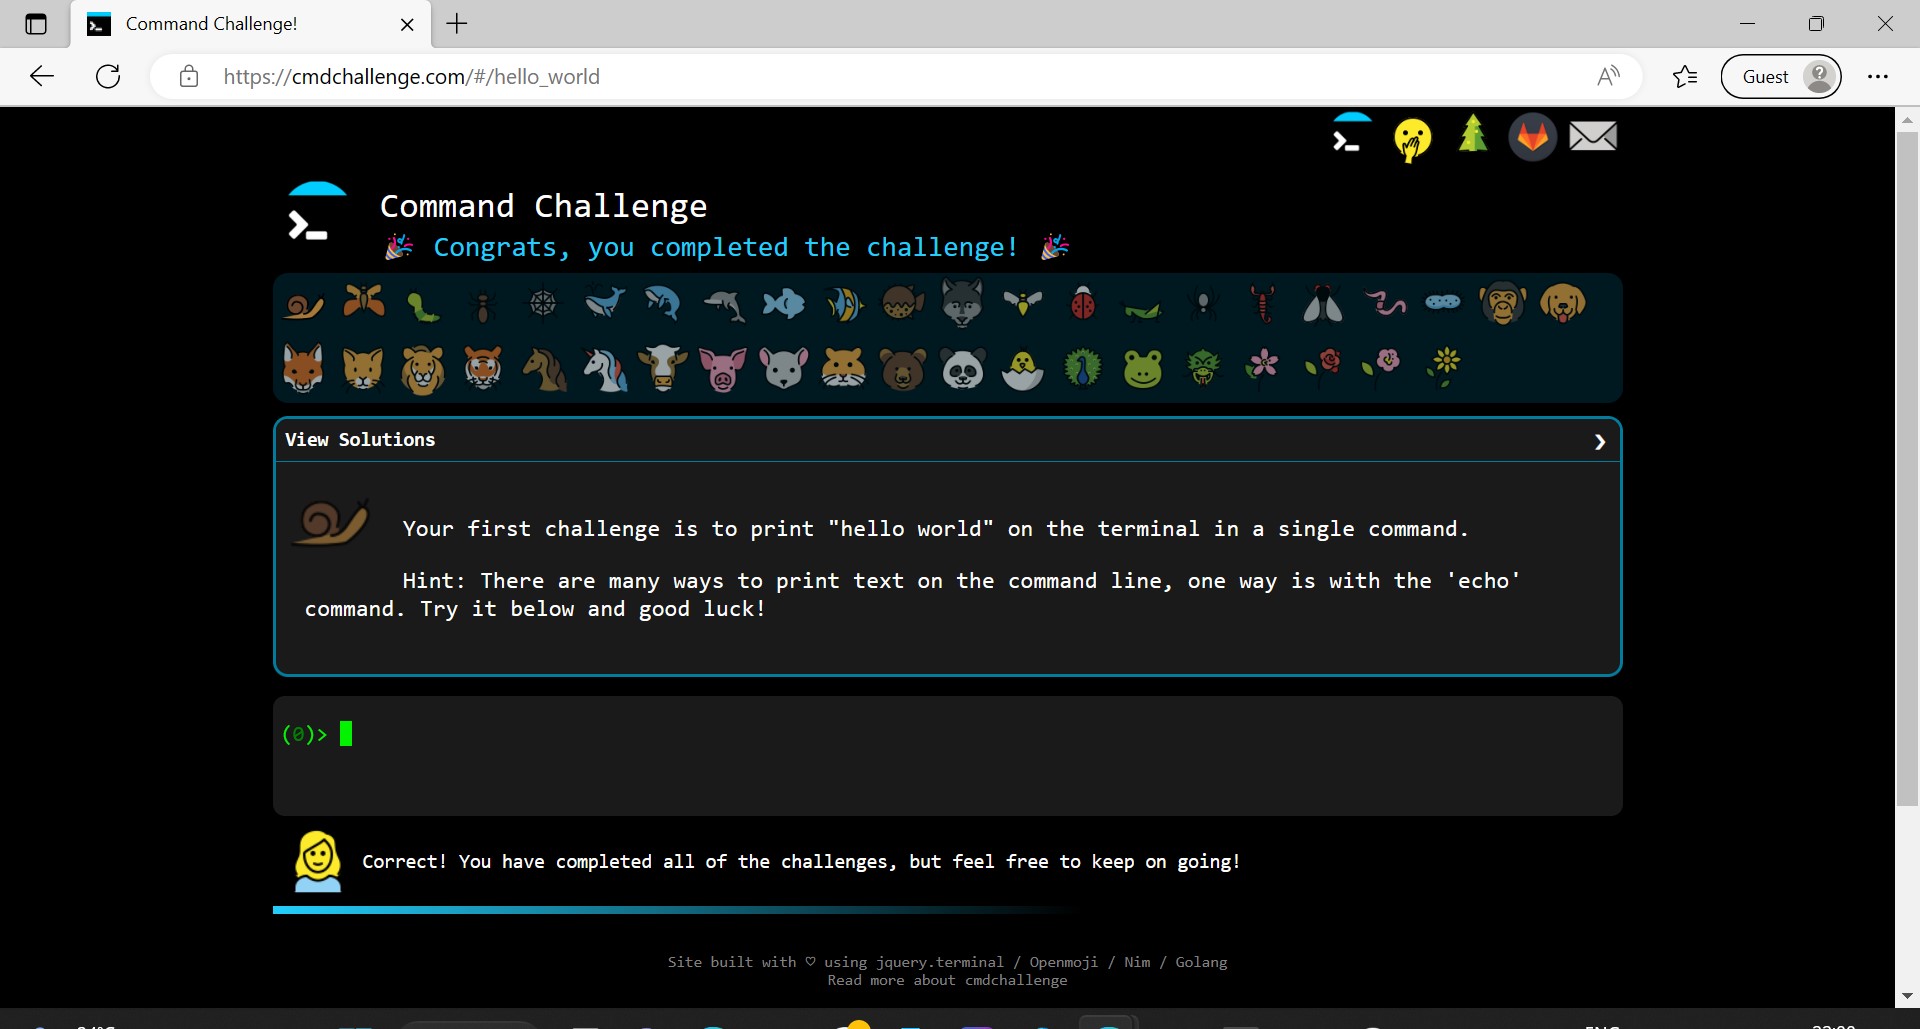 Command Challenge!
https://cmdchallenge.com/#/hello_world
Guest
Command Challenge
Congrats, you completed the challenge!
View Solutions
Your first challenge is to print "hello world" on the terminal in a single command.
Hint: There are many ways to print text on the command line, one way is with the 'echo'
command. Try it below and good luck!
(0)>
Correct! You have completed all of the challenges, but feel free to keep on going!
Site built with ♡ using jquery.terminal / Openmoji / Nim / Golang
Read more about cmdchallenge